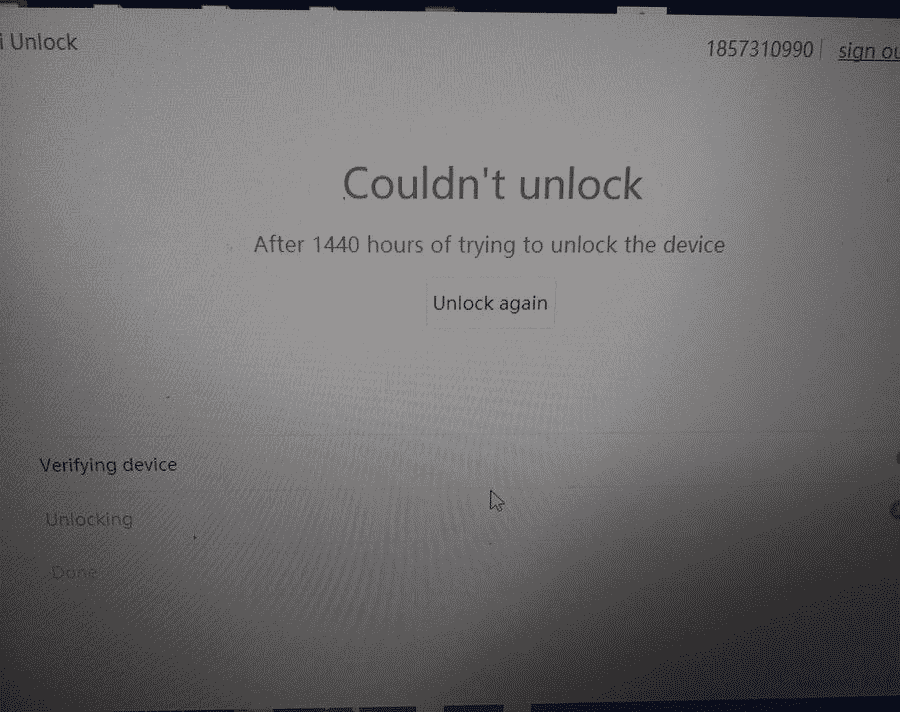 i Unlock
1857310990 | sign ou
Couldn't unlock
After 1440 hours of trying to unlock the device
Unlock again
Verifying device
Unlocking
Done